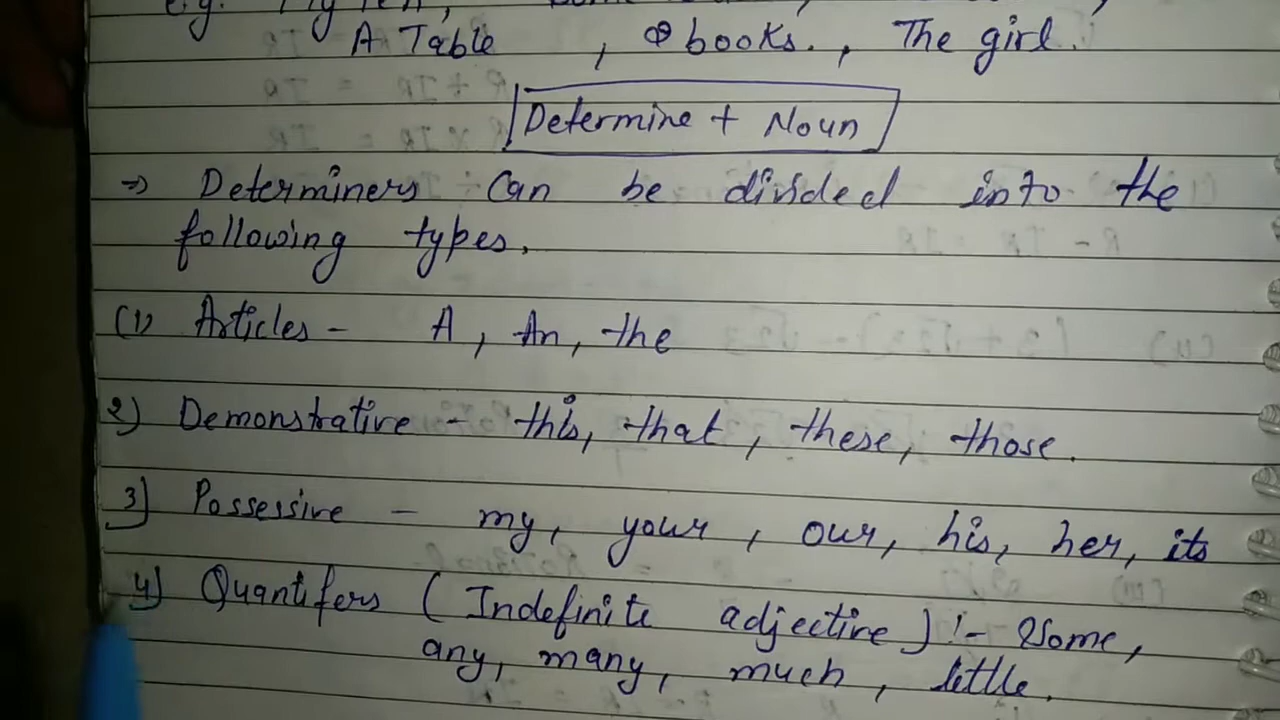 e.g. My Pen,
A Table , books. , The girl.
Determine + Noun
⇒ Determiners Can be divided into the
following types.
(1) Articles - A, An, the
2) Demonstrative - this, that, these, those.
3) Possessive - my, your, our, his, her, its
4) Quantifers (Indefinite adjective) :- Some,
any, many, much, little.